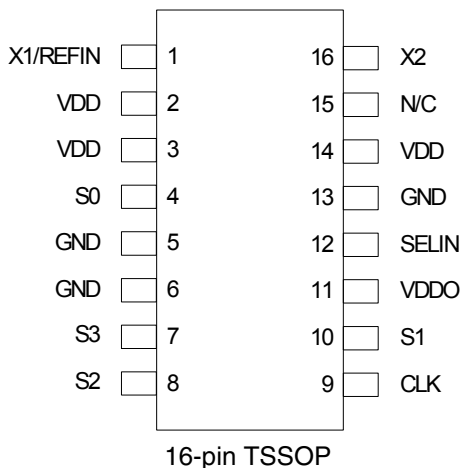 X1/REFIN 1 16 X2
VDD 2 15 N/C
VDD 3 14 VDD
S0 4 13 GND
GND 5 12 SELIN
GND 6 11 VDDO
S3 7 10 S1
S2 8 9 CLK
16-pin TSSOP